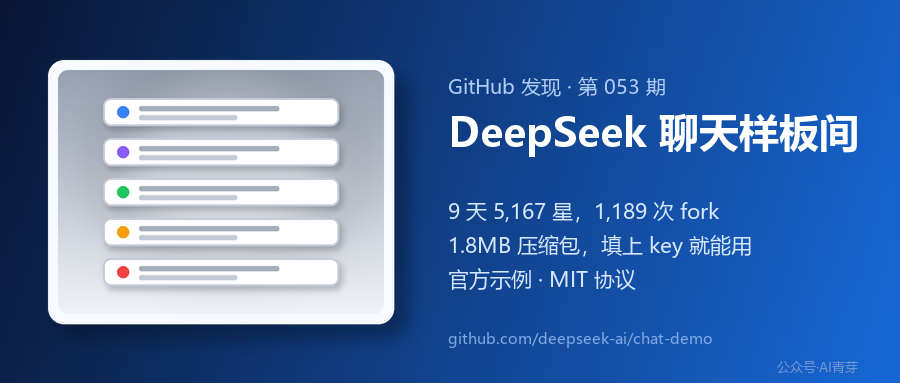 GitHub 发现 · 第 053 期
DeepSeek 聊天样板间
9 天 5,167 星，1,189 次 fork
1.8MB 压缩包，填上 key 就能用
官方示例 · MIT 协议
github.com/deepseek-ai/chat-demo
公众号·AI青芽